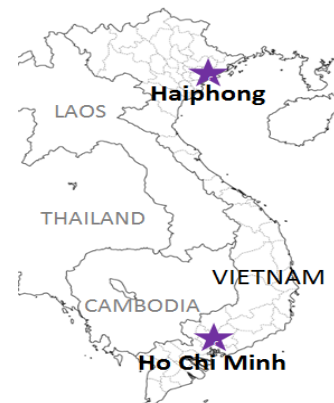 Haiphong
LAOS
THAILAND
VIETNAM
CAMBODIA
Ho Chi Minh